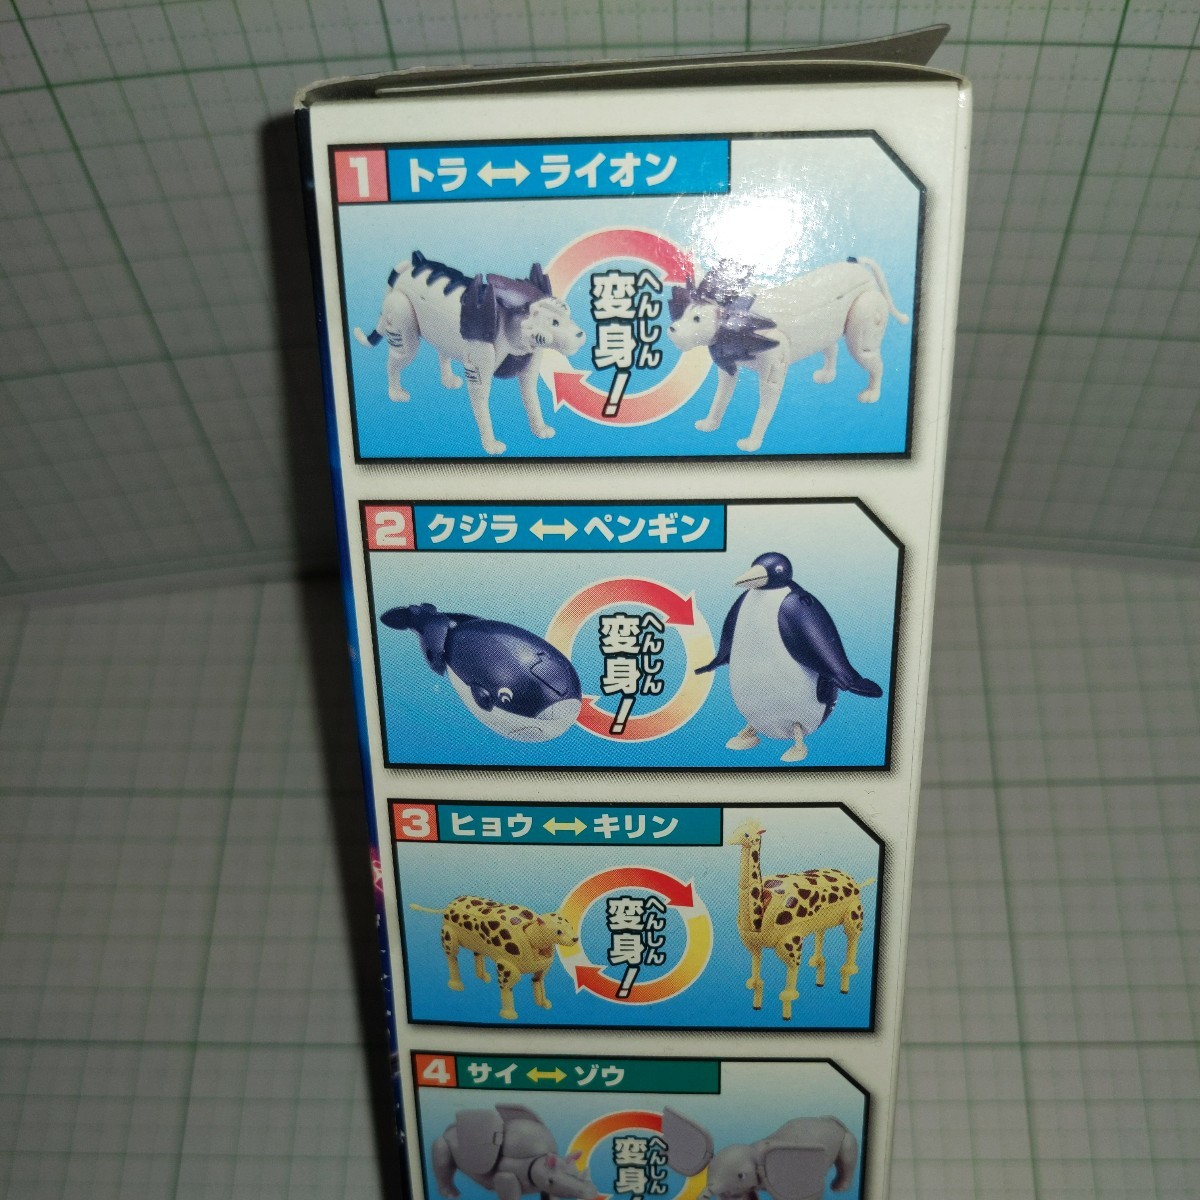 1 トラ↔ライオン
変身！
へんしん
2 クジラ↔ペンギン
変身！
へんしん
3 ヒョウ↔キリン
変身！
へんしん
4 サイ↔ゾウ
変身！
へんしん